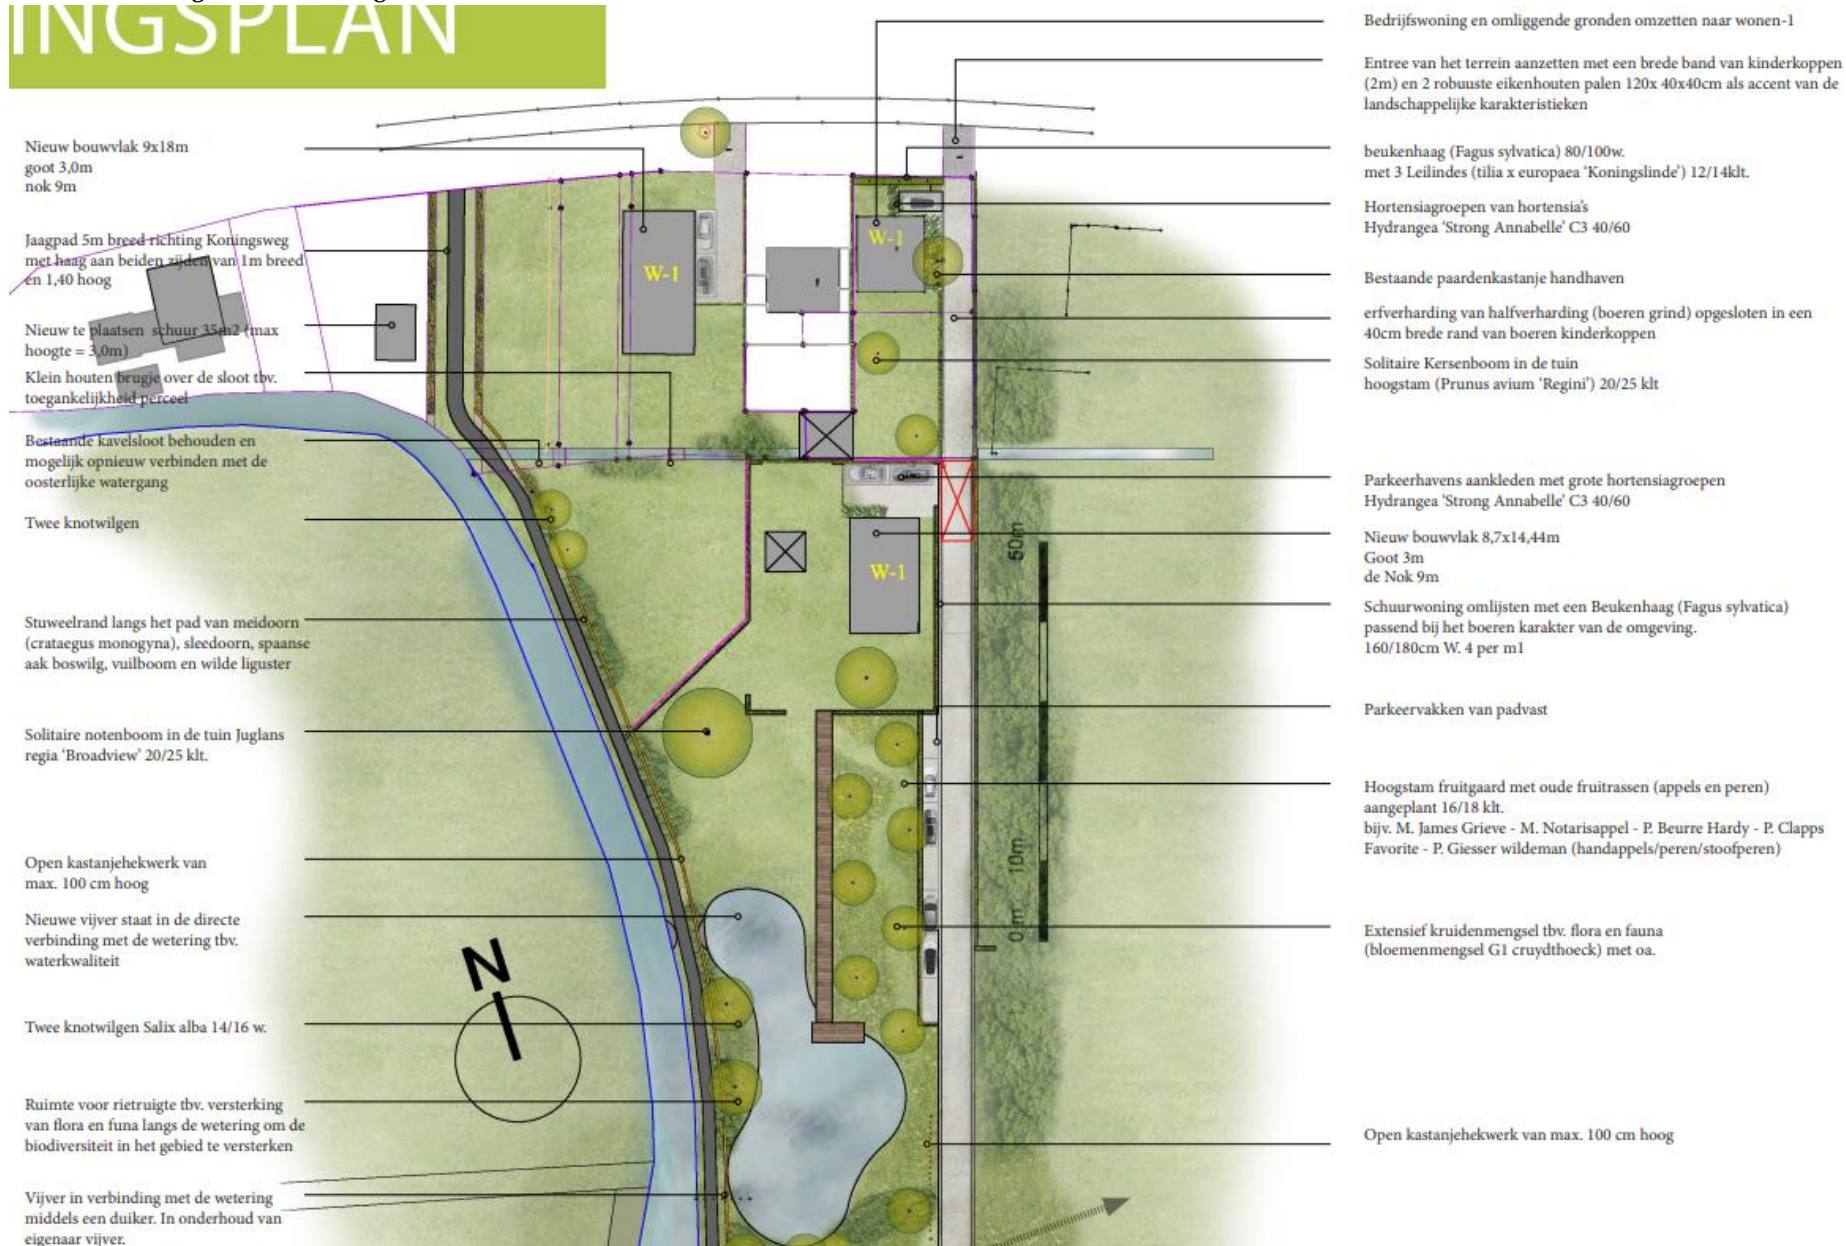 INGSPLAN
Nieuw bouwvlak 9x18m
goot 3,0m
nok 9m
Jaagpad 5m breed richting Koningsweg
met haag aan beiden zijden van 1m breed
en 1,40 hoog
Nieuw te plaatsen schuur 35m2 (max
hoogte = 3,0m)
Klein houten brugje over de sloot tbv.
toegankelijkheid perceel
Bestaande kavelsloot behouden en
mogelijk opnieuw verbinden met de
oosterlijke watergang
Twee knotwilgen
Stuweelrand langs het pad van meidoorn
(crataegus monogyna), sleedoorn, spaanse
aak boswilg, vuilboom en wilde liguster
Solitaire notenboom in de tuin Juglans
regia ‘Broadview’ 20/25 klt.
Open kastanjehekwerk van
max. 100 cm hoog
Nieuwe vijver staat in de directe
verbinding met de wetering tbv.
waterkwaliteit
Twee knotwilgen Salix alba 14/16 w.
Ruimte voor rietruigte tbv. versterking
van flora en funa langs de wetering om de
biodiversiteit in het gebied te versterken
Vijver in verbinding met de wetering
middels een duiker. In onderhoud van
eigenaar vijver.
W-1
W-1
W-1
N
50m
10m
0m
Bedrijfswoning en omliggende gronden omzetten naar wonen-1
Entree van het terrein aanzetten met een brede band van kinderkoppen
(2m) en 2 robuuste eikenhouten palen 120x 40x40cm als accent van de
landschappelijke karakteristieken
beukenhaag (Fagus sylvatica) 80/100w.
met 3 Leilindes (tilia x europaea ‘Koningslinde’) 12/14klt.
Hortensiagroepen van hortensia's
Hydrangea ‘Strong Annabelle’ C3 40/60
Bestaande paardenkastanje handhaven
erfverharding van halfverharding (boeren grind) opgesloten in een
40cm brede rand van boeren kinderkoppen
Solitaire Kersenboom in de tuin
hoogstam (Prunus avium ‘Regini’) 20/25 klt
Parkeerhavens aankleden met grote hortensiagroepen
Hydrangea ‘Strong Annabelle’ C3 40/60
Nieuw bouwvlak 8,7x14,44m
Goot 3m
de Nok 9m
Schuurwoning omlijsten met een Beukenhaag (Fagus sylvatica)
passend bij het boeren karakter van de omgeving.
160/180cm W. 4 per m1
Parkeervakken van padvast
Hoogstam fruitgaard met oude fruitrassen (appels en peren)
aangeplant 16/18 klt.
bijv. M. James Grieve - M. Notarisappel - P. Beurre Hardy - P. Clapps
Favorite - P. Giesser wildeman (handappels/peren/stoofperen)
Extensief kruidenmengsel tbv. flora en fauna
(bloemenmengsel G1 cruydthoeck) met oa.
Open kastanjehekwerk van max. 100 cm hoog